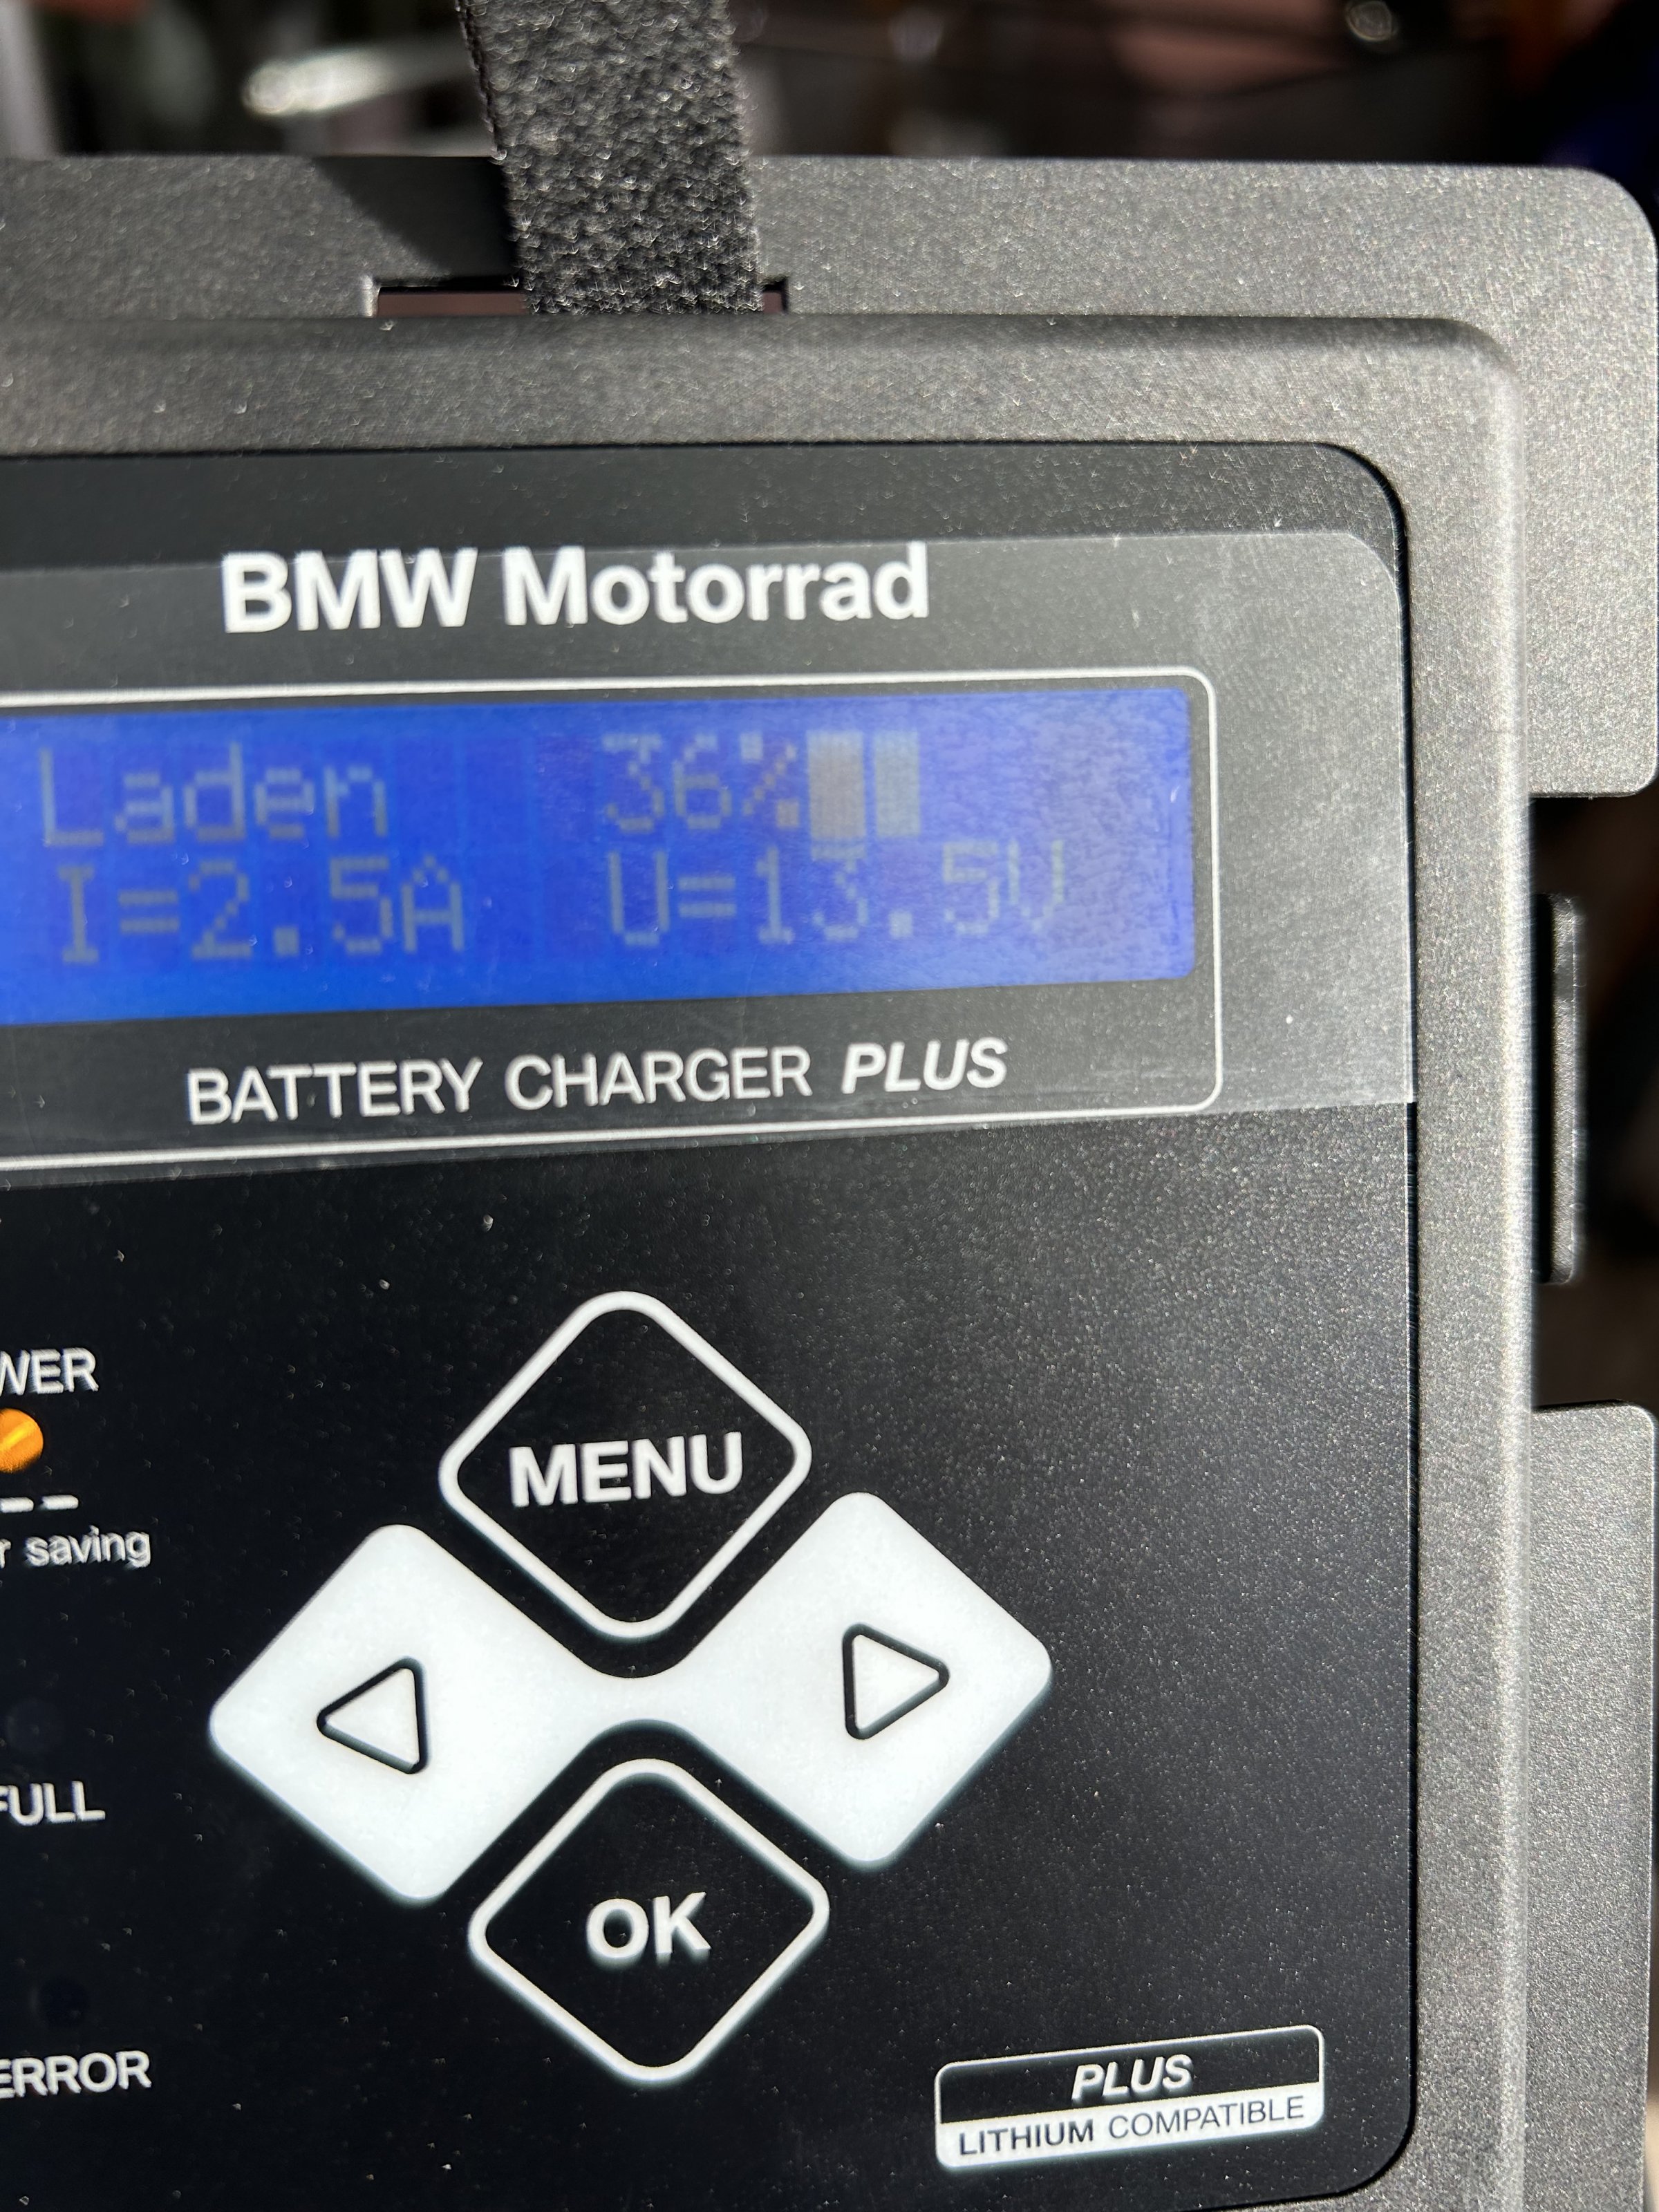 BMW Motorrad
Laden 36%
I=2.5A U=13.5V
BATTERY CHARGER PLUS
WER
r saving
MENU
FULL
OK
ERROR
PLUS
LITHIUM COMPATIBLE